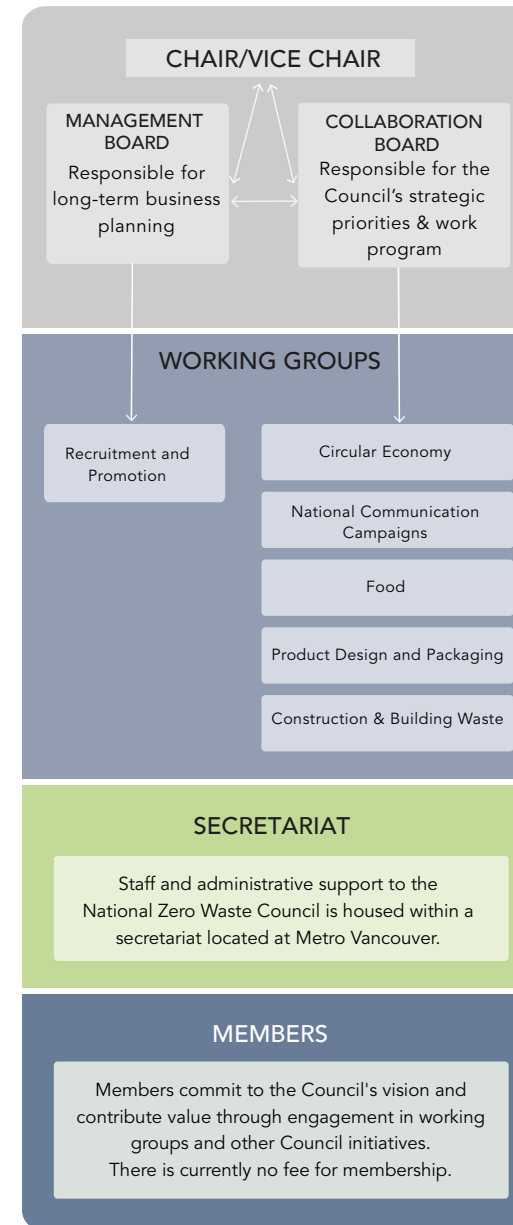 CHAIR/VICE CHAIR
MANAGEMENT
BOARD
Responsible for
long-term business
planning
COLLABORATION
BOARD
Responsible for the
Council’s strategic
priorities & work
program
WORKING GROUPS
Recruitment and
Promotion
Circular Economy
National Communication
Campaigns
Food
Product Design and Packaging
Construction & Building Waste
SECRETARIAT
Staff and administrative support to the
National Zero Waste Council is housed within a
secretariat located at Metro Vancouver.
MEMBERS
Members commit to the Council's vision and
contribute value through engagement in working
groups and other Council initiatives.
There is currently no fee for membership.